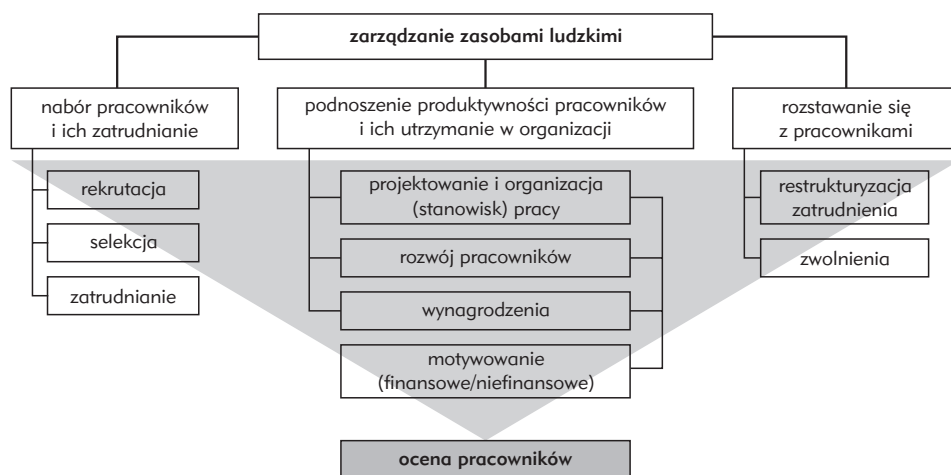 zarządzanie zasobami ludzkimi
nabór pracowników
i ich zatrudnianie
podnoszenie produktywności pracowników
i ich utrzymanie w organizacji
rozstawanie się
z pracownikami
rekrutacja
selekcja
zatrudnianie
projektowanie i organizacja
(stanowisk) pracy
rozwój pracowników
wynagrodzenia
motywowanie
(finansowe/niefinansowe)
restrukturyzacja
zatrudnienia
zwolnienia
ocena pracowników